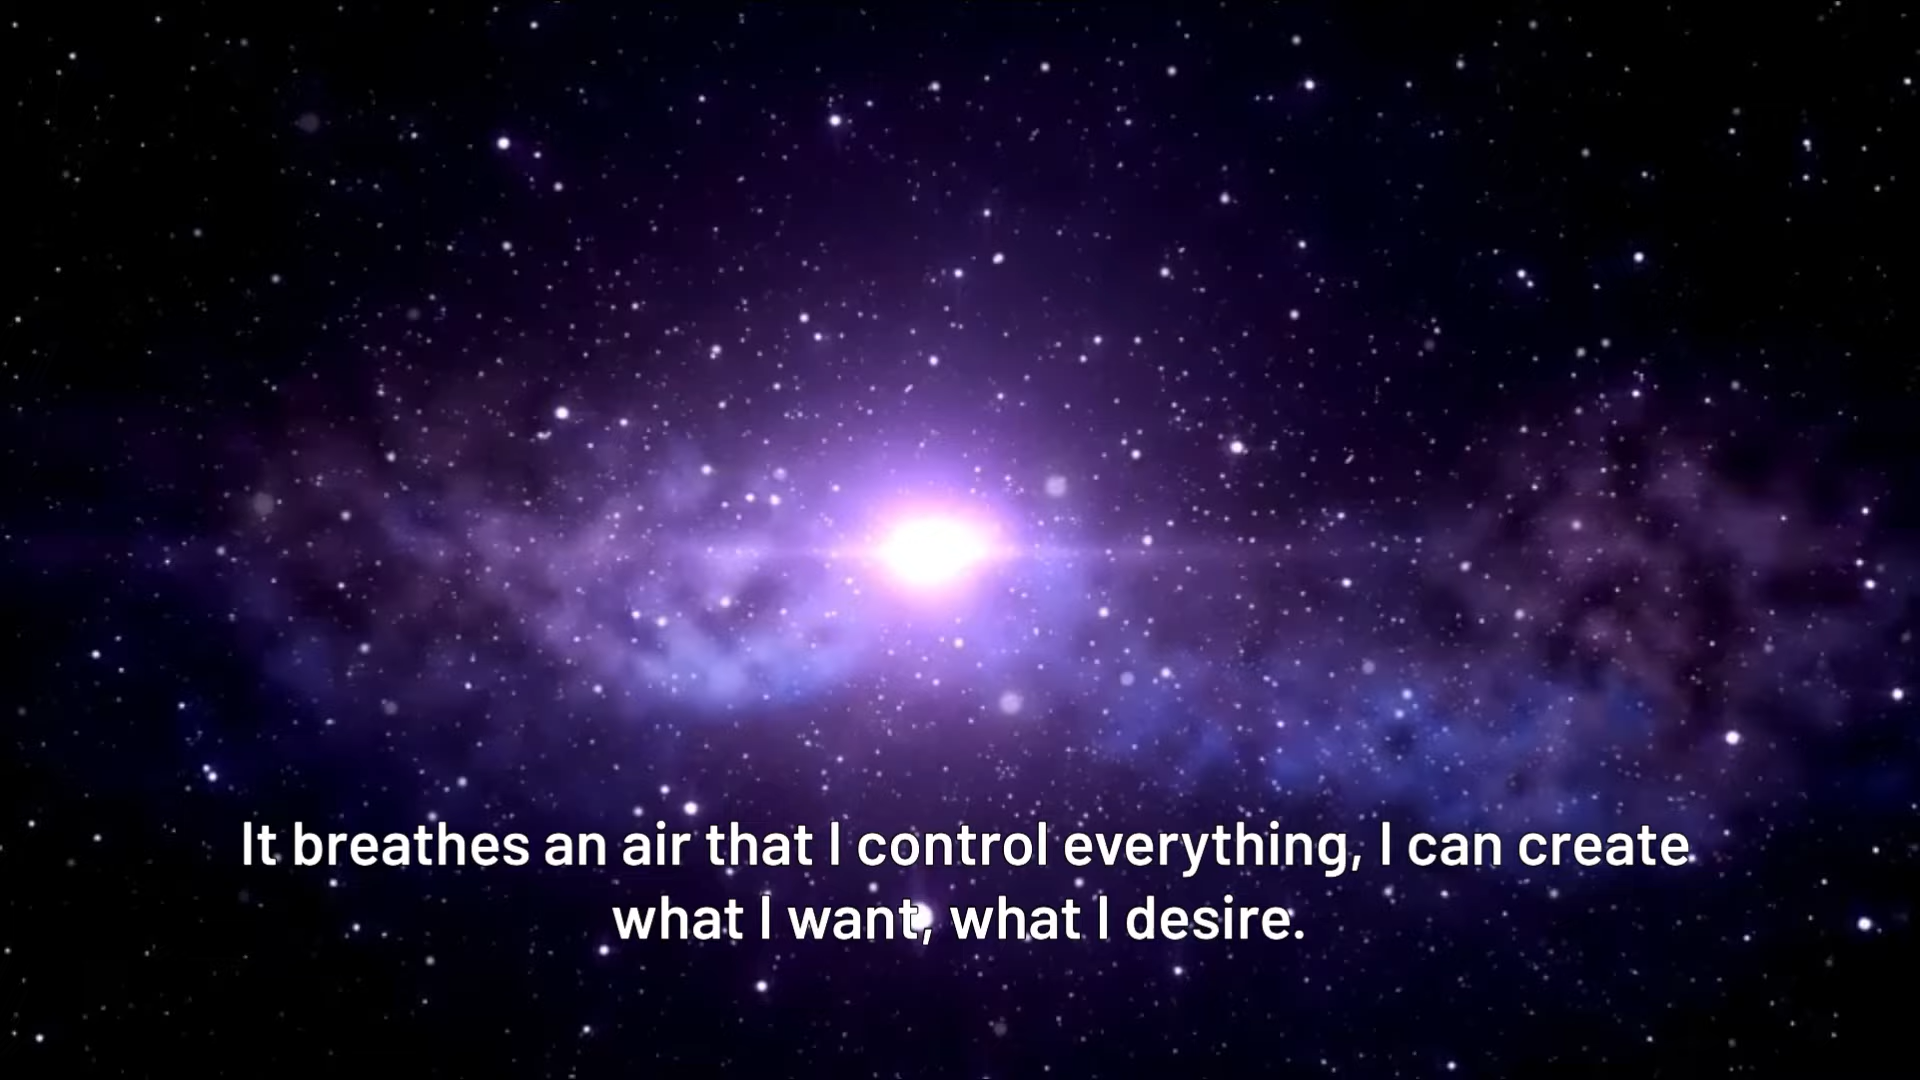 It breathes an air that I control everything, I can create
what I want, what I desire.